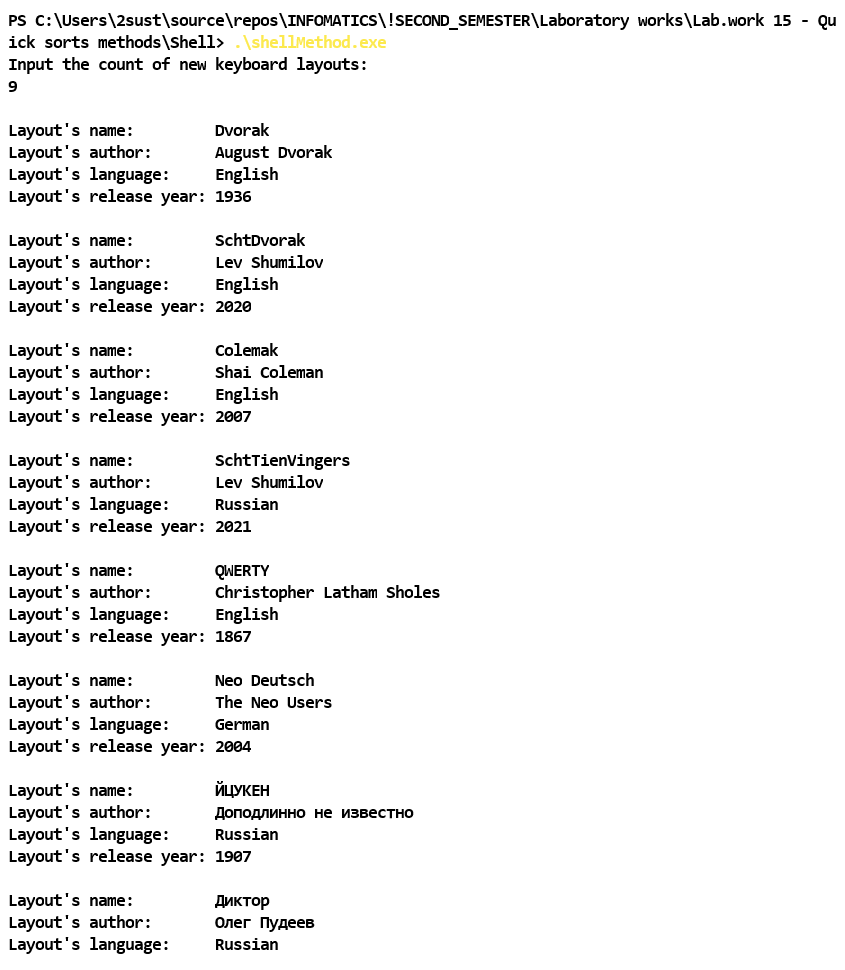 PS C:\Users\2sust\source\repos\INFOMATICS\!SECOND_SEMESTER\Laboratory works\Lab.work 15 - Qu
ick sorts methods\Shell> .\shellMethod.exe
Input the count of new keyboard layouts:
9
Layout's name: Dvorak
Layout's author: August Dvorak
Layout's language: English
Layout's release year: 1936
Layout's name: SchtDvorak
Layout's author: Lev Shumilov
Layout's language: English
Layout's release year: 2020
Layout's name: Colemak
Layout's author: Shai Coleman
Layout's language: English
Layout's release year: 2007
Layout's name: SchtTienVingers
Layout's author: Lev Shumilov
Layout's language: Russian
Layout's release year: 2021
Layout's name: QWERTY
Layout's author: Christopher Latham Sholes
Layout's language: English
Layout's release year: 1867
Layout's name: Neo Deutsch
Layout's author: The Neo Users
Layout's language: German
Layout's release year: 2004
Layout's name: ЙЦУКЕН
Layout's author: Доподлинно не известно
Layout's language: Russian
Layout's release year: 1907
Layout's name: Диктор
Layout's author: Олег Пудеев
Layout's language: Russian